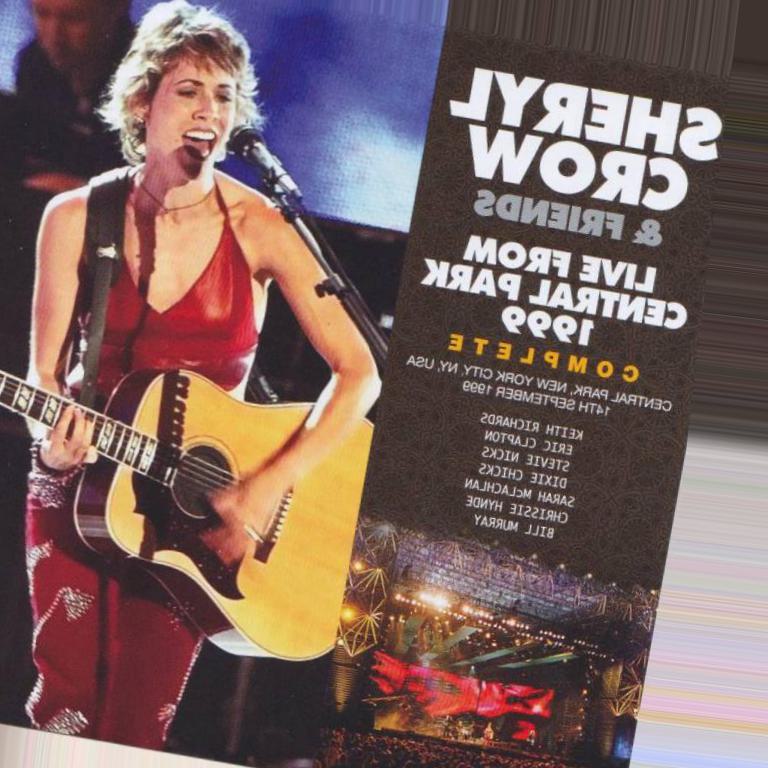 SHERYL
CROW
& FRIENDS
LIVE FROM
CENTRAL PARK
1999
COMPLETE
CENTRAL PARK, NEW YORK CITY, NY, USA
14TH SEPTEMBER 1999
KEITH RICHARDS
ERIC CLAPTON
STEVIE NICKS
DIXIE CHICKS
SARAH McLACHLAN
CHRISSIE HYNDE
BILL MURRAY